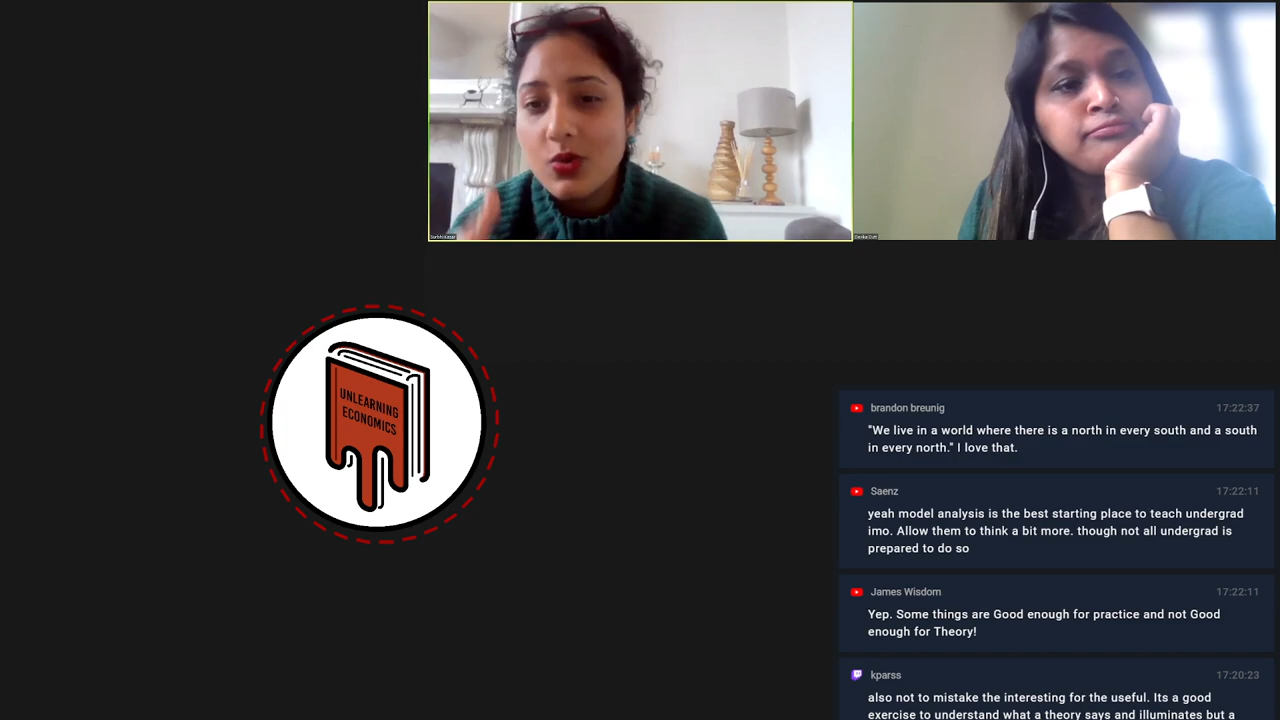 Surbhi Kesar
Devika Dutt
UNLEARNING
ECONOMICS
brandon breunig 17:22:37
"We live in a world where there is a north in every south and a south
in every north." I love that.
Saenz 17:22:11
yeah model analysis is the best starting place to teach undergrad
imo. Allow them to think a bit more. though not all undergrad is
prepared to do so
James Wisdom 17:22:11
Yep. Some things are Good enough for practice and not Good
enough for Theory!
kparss 17:20:23
also not to mistake the interesting for the useful. Its a good
exercise to understand what a theory says and illuminates but a